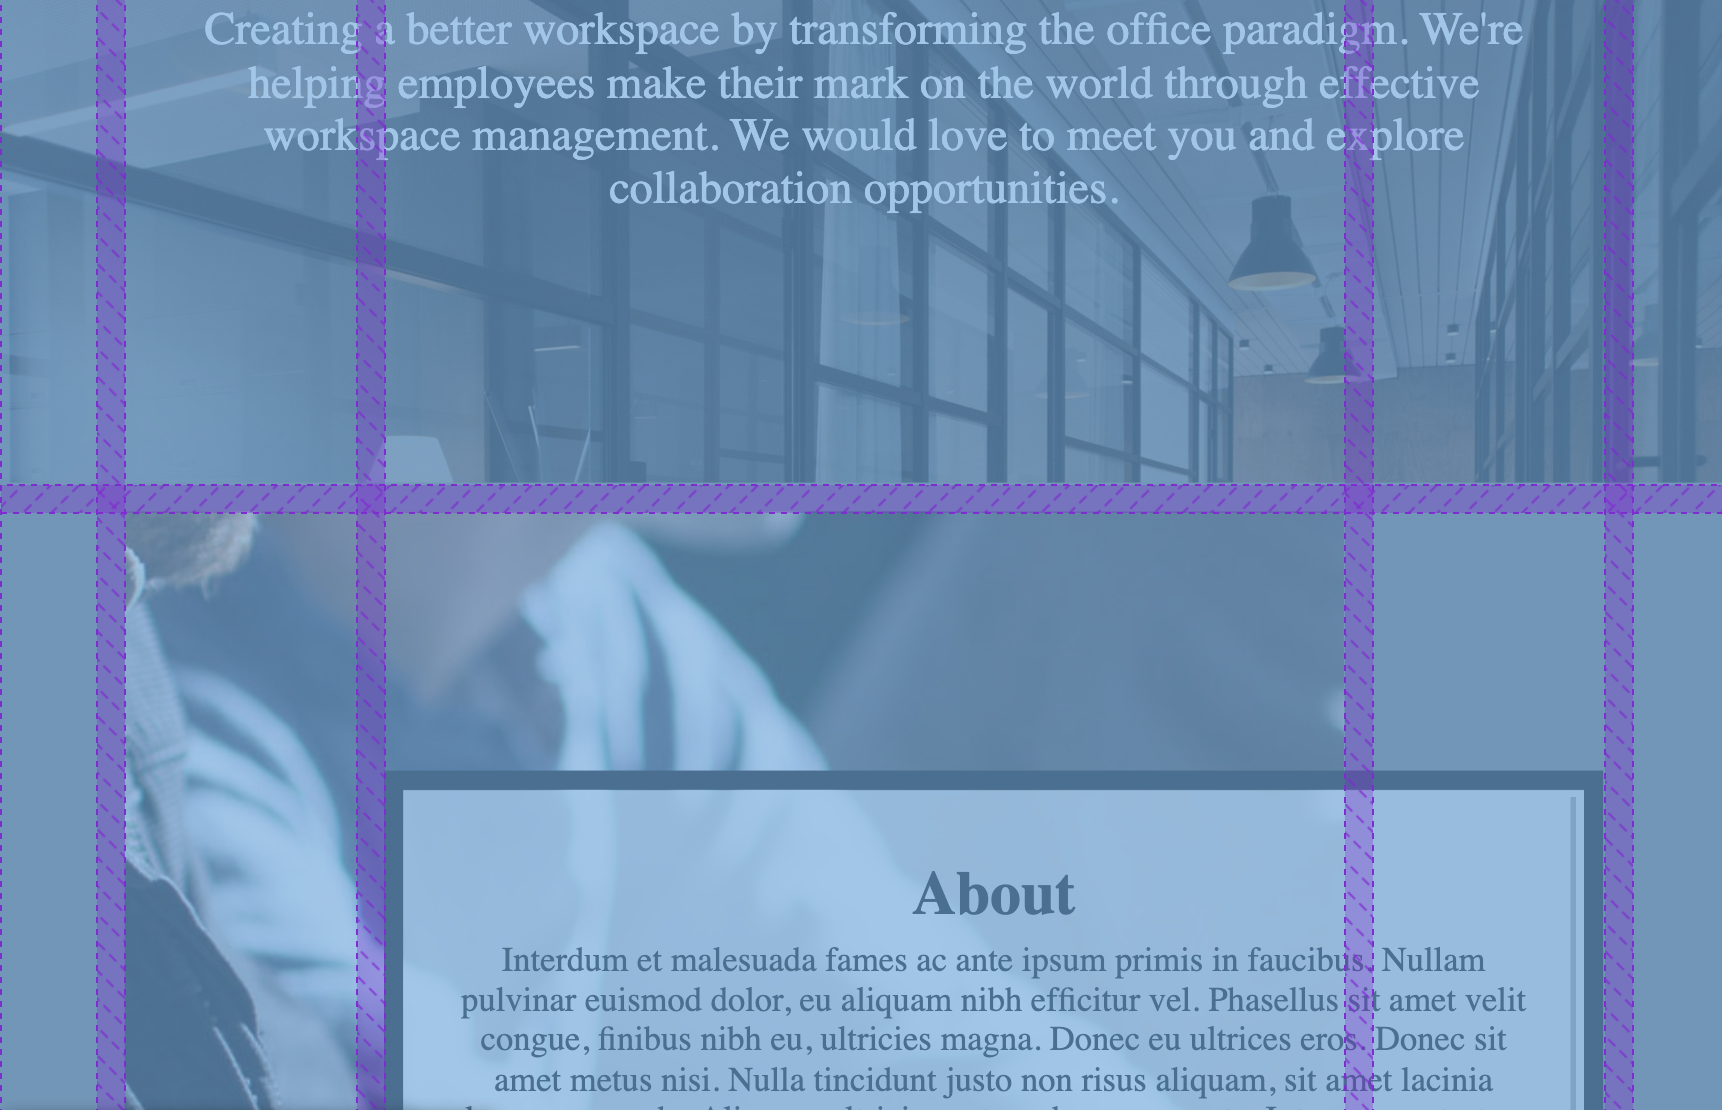 Creating a better workspace by transforming the office paradigm. We're
helping employees make their mark on the world through effective
workspace management. We would love to meet you and explore
collaboration opportunities.
About
Interdum et malesuada fames ac ante ipsum primis in faucibus. Nullam
pulvinar euismod dolor, eu aliquam nibh efficitur vel. Phasellus sit amet velit
congue, finibus nibh eu, ultricies magna. Donec eu ultrices eros. Donec sit
amet metus nisi. Nulla tincidunt justo non risus aliquam, sit amet lacinia